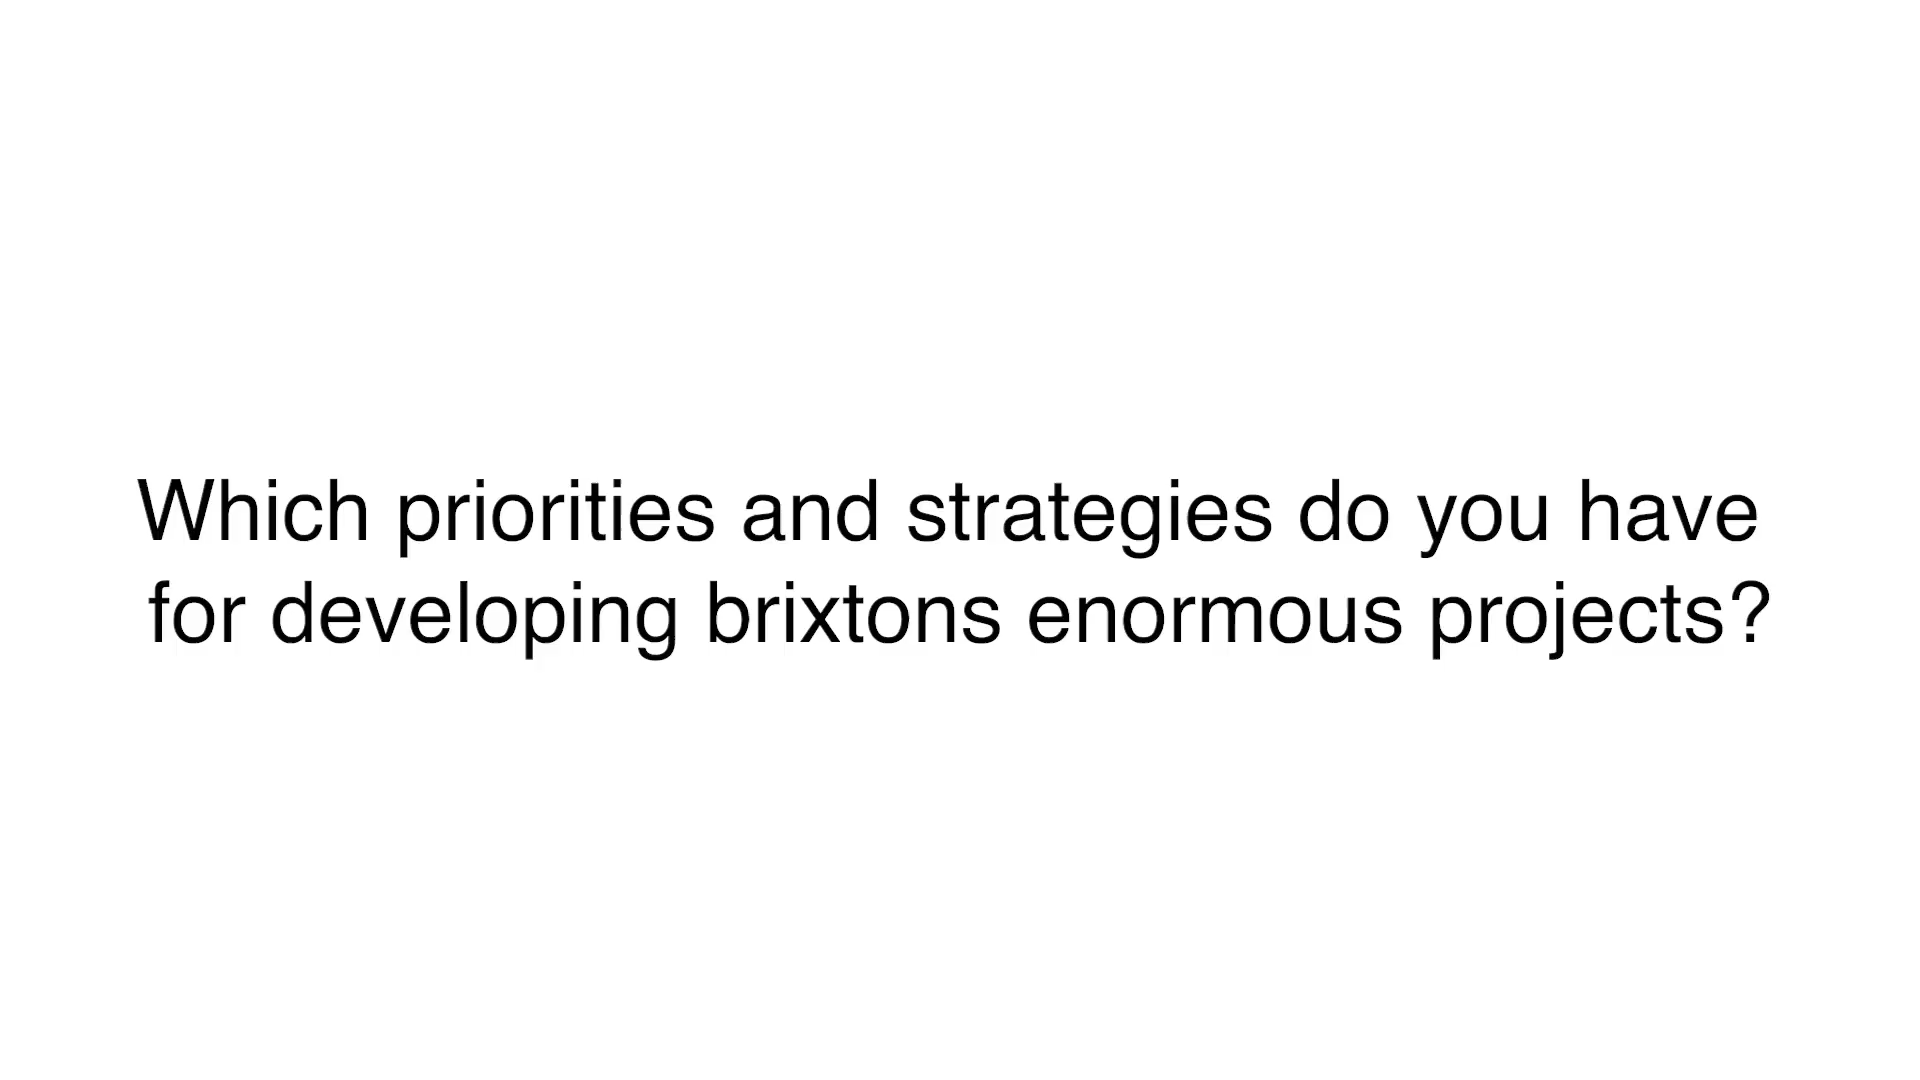 Which priorities and strategies do you have
for developing brixtons enormous projects?